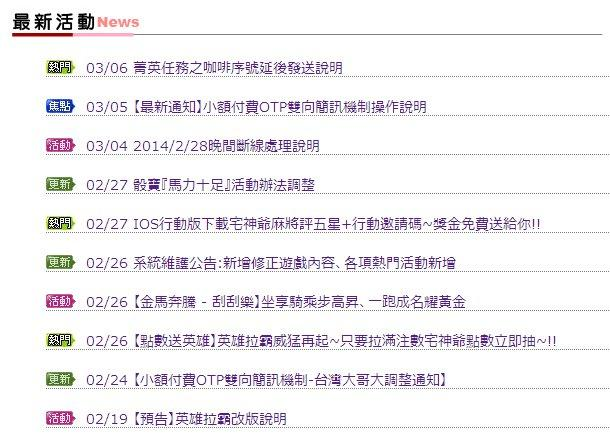 最新活動News
熱門 03/06 菁英任務之咖啡序號延後發送說明
焦點 03/05【最新通知】小額付費OTP雙向簡訊機制操作說明
活動 03/04 2014/2/28晚間斷線處理說明
更新 02/27 骰寶『馬力十足』活動辦法調整
熱門 02/27 IOS行動版下載宅神爺麻將評五星+行動邀請碼~獎金免費送給你!!
更新 02/26 系統維護公告:新增修正遊戲內容、各項熱門活動新增
活動 02/26【金馬奔騰 - 刮刮樂】坐享騎乘步高昇、一跑成名耀黃金
熱門 02/26【點數送英雄】英雄拉霸威猛再起~只要拉滿注數宅神爺點數立即抽~!!
更新 02/24【小額付費OTP雙向簡訊機制-台灣大哥大調整通知】
活動 02/19【預告】英雄拉霸改版說明